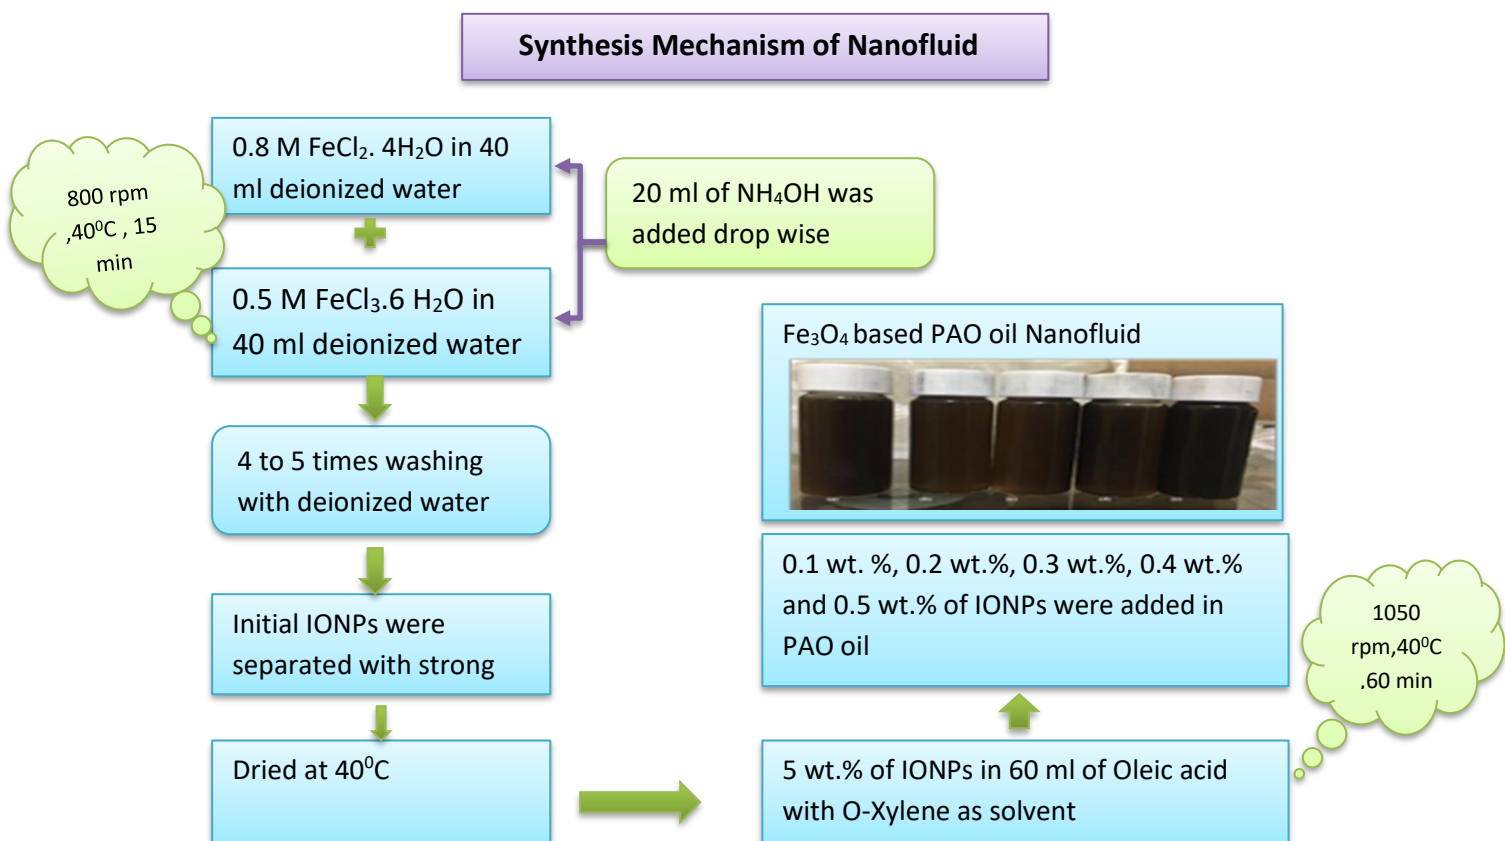 Synthesis Mechanism of Nanofluid
800 rpm
,40⁰C , 15
min
0.8 M FeCl₂. 4H₂O in 40
ml deionized water
20 ml of NH₄OH was
added drop wise
0.5 M FeCl₃.6 H₂O in
40 ml deionized water
4 to 5 times washing
with deionized water
Initial IONPs were
separated with strong
Dried at 40⁰C
5 wt.% of IONPs in 60 ml of Oleic acid
with O-Xylene as solvent
1050
rpm,40⁰C
,60 min
0.1 wt. %, 0.2 wt.%, 0.3 wt.%, 0.4 wt.%
and 0.5 wt.% of IONPs were added in
PAO oil
Fe₃O₄ based PAO oil Nanofluid